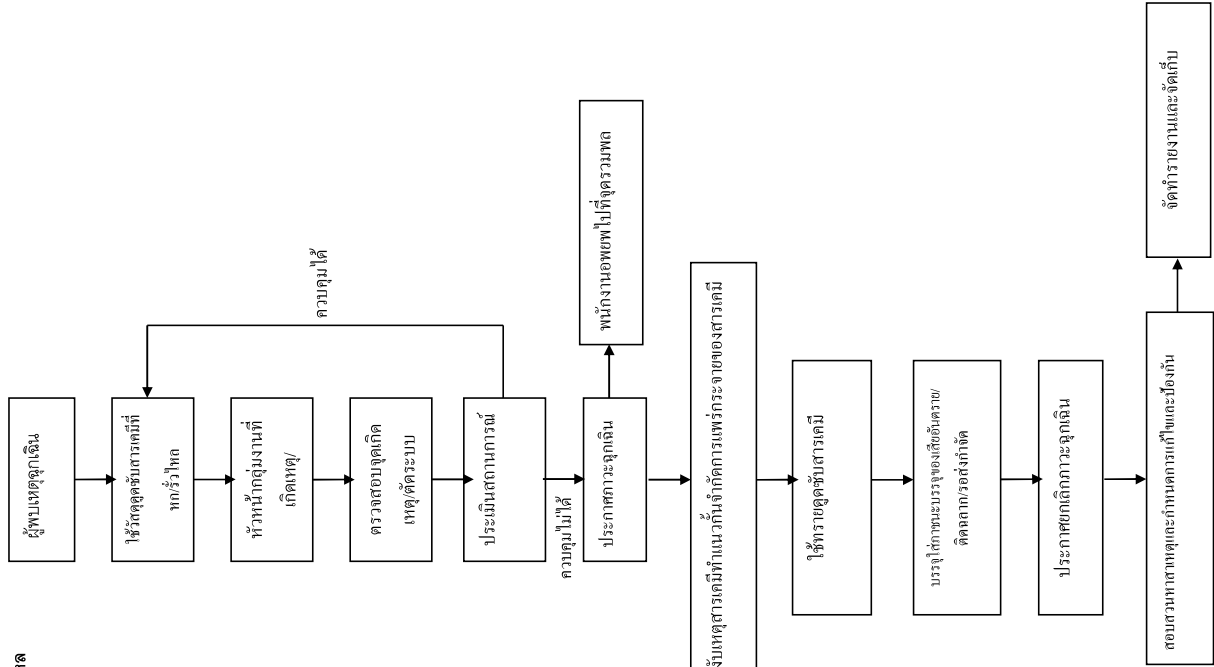 ผู้พบเหตุฉุกเฉิน
ใช้วัสดุดูดซับสารเคมีที่
หก/รั่วไหล
หัวหน้ากลุ่มงานที่
เกิดเหตุ/
ตรวจสอบจุดเกิด
เหตุ/ตัดระบบ
ประเมินสถานการณ์
ควบคุมได้
ควบคุมไม่ได้
ประกาศภาวะฉุกเฉิน
พนักงานอพยพไปที่จุดรวมพล
งับเหตุสารเคมีทำแนวกั้นจำกัดการแพร่กระจายของสารเคมี
ใช้ทรายดูดซับสารเคมี
บรรจุใส่ภาชนะบรรจุของเสียอันตราย/
ติดฉลาก/รอส่งกำจัด
ประกาศยกเลิกภาวะฉุกเฉิน
สอบสวนหาสาเหตุและกำหนดการแก้ไขและป้องกัน
จัดทำรายงานและจัดเก็บ